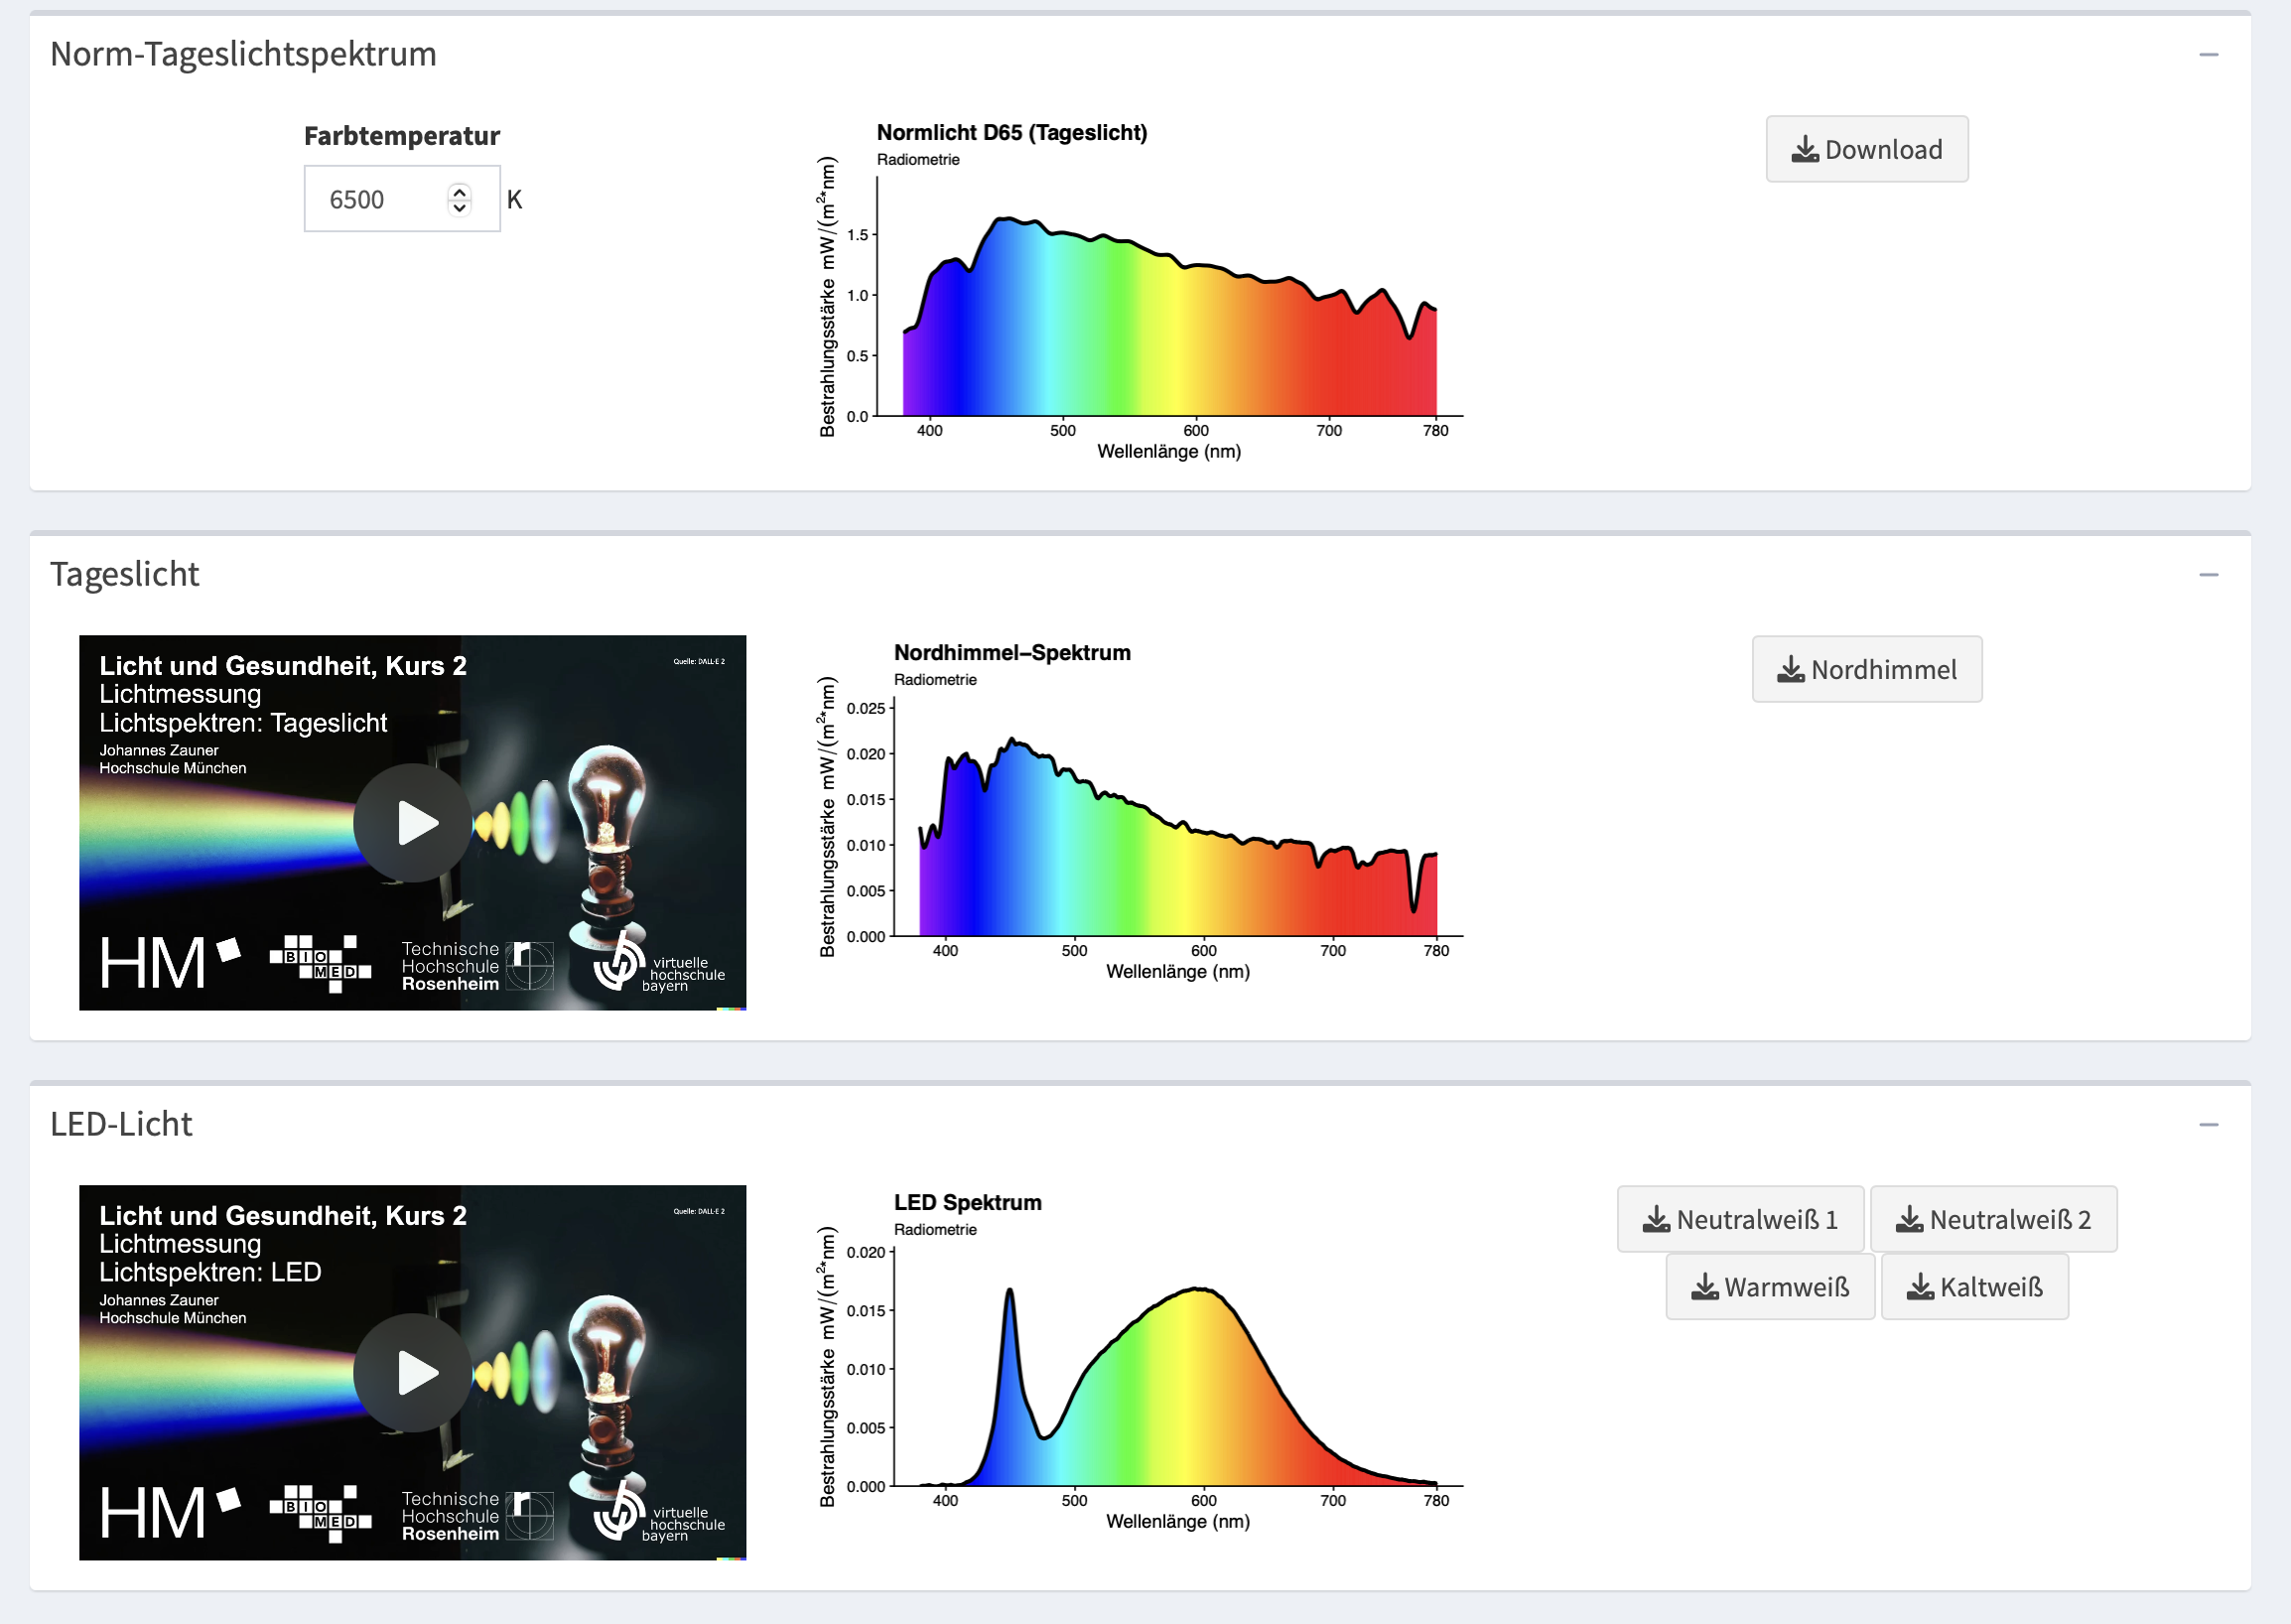 Norm-Tageslichtspektrum
Farbtemperatur
6500
K
Normlicht D65 (Tageslicht)
Radiometrie
Bestrahlungsstärke mW/(m²*nm)
1.5
1.0
0.5
0.0
400 500 600 700 780
Wellenlänge (nm)
Download
Tageslicht
Licht und Gesundheit, Kurs 2
Quelle: DALL·E 2
Lichtmessung
Lichtspektren: Tageslicht
Johannes Zauner
Hochschule München
HM
BIO
MED
Technische
Hochschule
Rosenheim
r
virtuelle
hochschule
bayern
Nordhimmel–Spektrum
Radiometrie
Bestrahlungsstärke mW/(m²*nm)
0.025
0.020
0.015
0.010
0.005
0.000
400 500 600 700 780
Wellenlänge (nm)
Nordhimmel
LED-Licht
Licht und Gesundheit, Kurs 2
Quelle: DALL·E 2
Lichtmessung
Lichtspektren: LED
Johannes Zauner
Hochschule München
HM
BIO
MED
Technische
Hochschule
Rosenheim
r
virtuelle
hochschule
bayern
LED Spektrum
Radiometrie
Bestrahlungsstärke mW/(m²*nm)
0.020
0.015
0.010
0.005
0.000
400 500 600 700 780
Wellenlänge (nm)
Neutralweiß 1 Neutralweiß 2
Warmweiß Kaltweiß